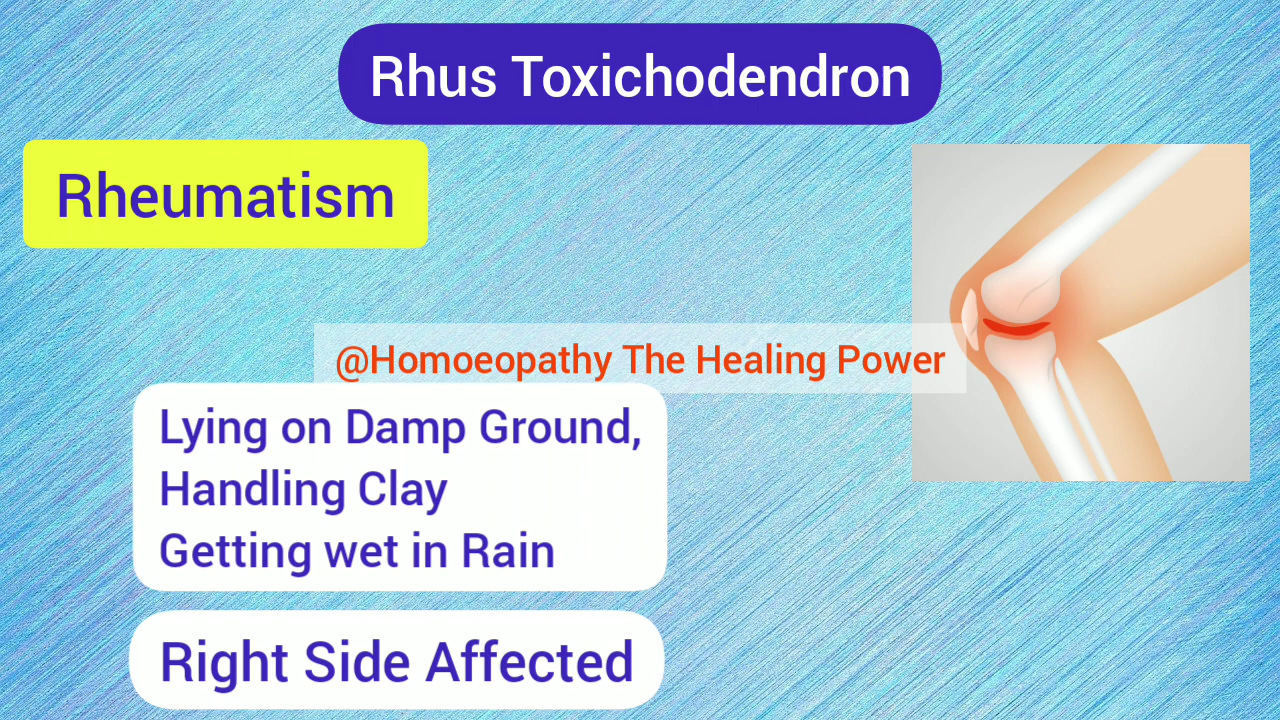 Rhus Toxichodendron
Rheumatism
@Homoeopathy The Healing Power
Lying on Damp Ground,
Handling Clay
Getting wet in Rain
Right Side Affected